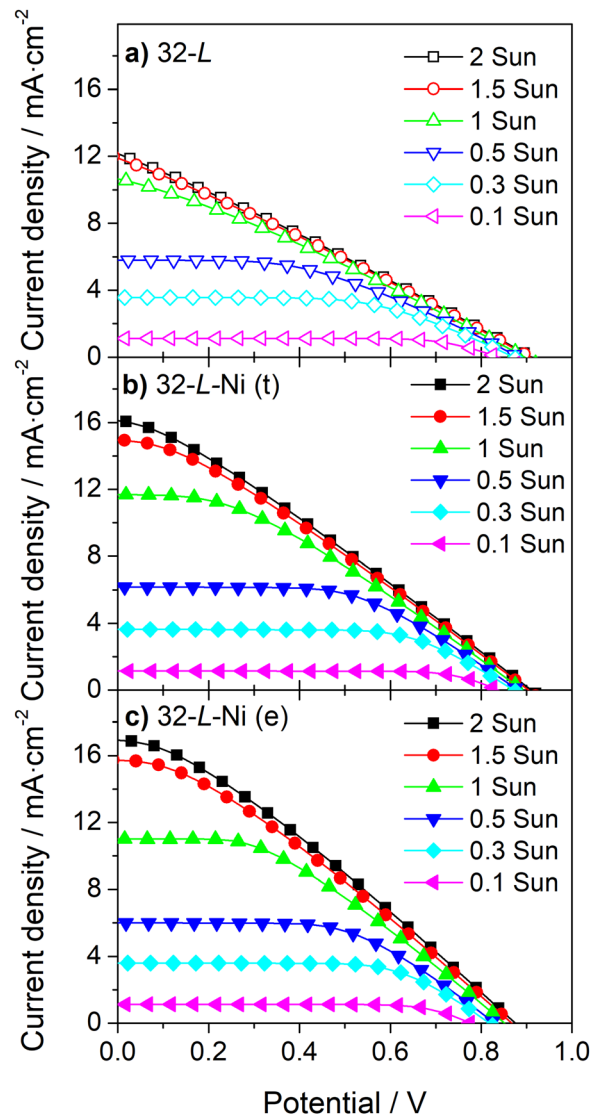 a) 32-L
2 Sun
1.5 Sun
1 Sun
0.5 Sun
0.3 Sun
0.1 Sun
Current density / mA·cm⁻²
16
12
8
4
0
b) 32-L-Ni (t)
2 Sun
1.5 Sun
1 Sun
0.5 Sun
0.3 Sun
0.1 Sun
Current density / mA·cm⁻²
16
12
8
4
0
c) 32-L-Ni (e)
2 Sun
1.5 Sun
1 Sun
0.5 Sun
0.3 Sun
0.1 Sun
Current density / mA·cm⁻²
16
12
8
4
0
0.0 0.2 0.4 0.6 0.8 1.0
Potential / V